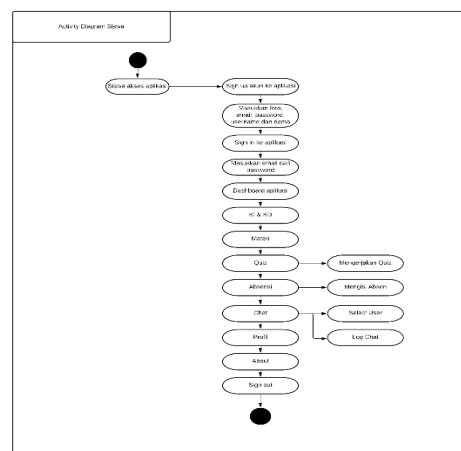 Activity Diagram Siswa
Siswa akses aplikasi
Sign up akun ke aplikasi
Masukkan foto,
email, password,
username dan nama
Sign in ke aplikasi
Masukkan email dan
password
Dashboard aplikasi
KI & KD
Materi
Quiz
Mengerjakan Quiz
Absensi
Mengisi Absen
Chat
Select User
Log Chat
Profil
About
Sign out